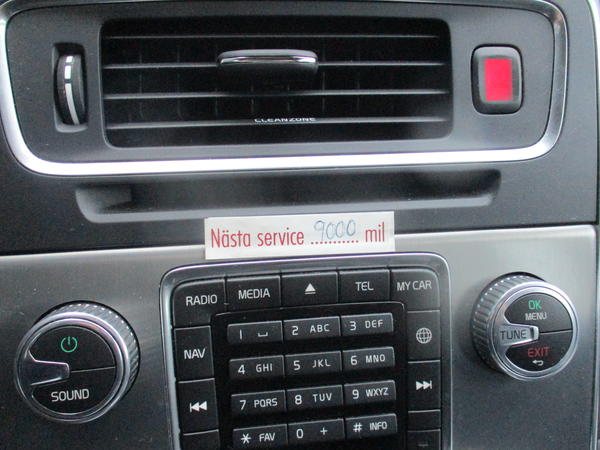 CLEANZONE
Nästa service 9000 mil
RADIO MEDIA TEL MY CAR
OK
MENU
TUNE
EXIT
SOUND
NAV
1 2 ABC 3 DEF
4 GHI 5 JKL 6 MNO
7 PQRS 8 TUV 9 WXYZ
* FAV 0 + # INFO